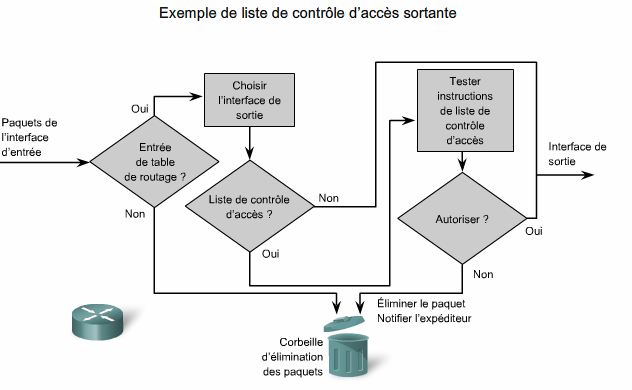 Exemple de liste de contrôle d’accès sortante
Paquets de
l’interface
d’entrée
Oui
Entrée
de table
de routage ?
Non
Choisir
l’interface de
sortie
Liste de contrôle
d’accès ?
Non
Oui
Tester
instructions
de liste de
contrôle
d’accès
Autoriser ?
Oui
Non
Interface de
sortie
Éliminer le paquet
Notifier l’expéditeur
Corbeille
d’élimination
des paquets